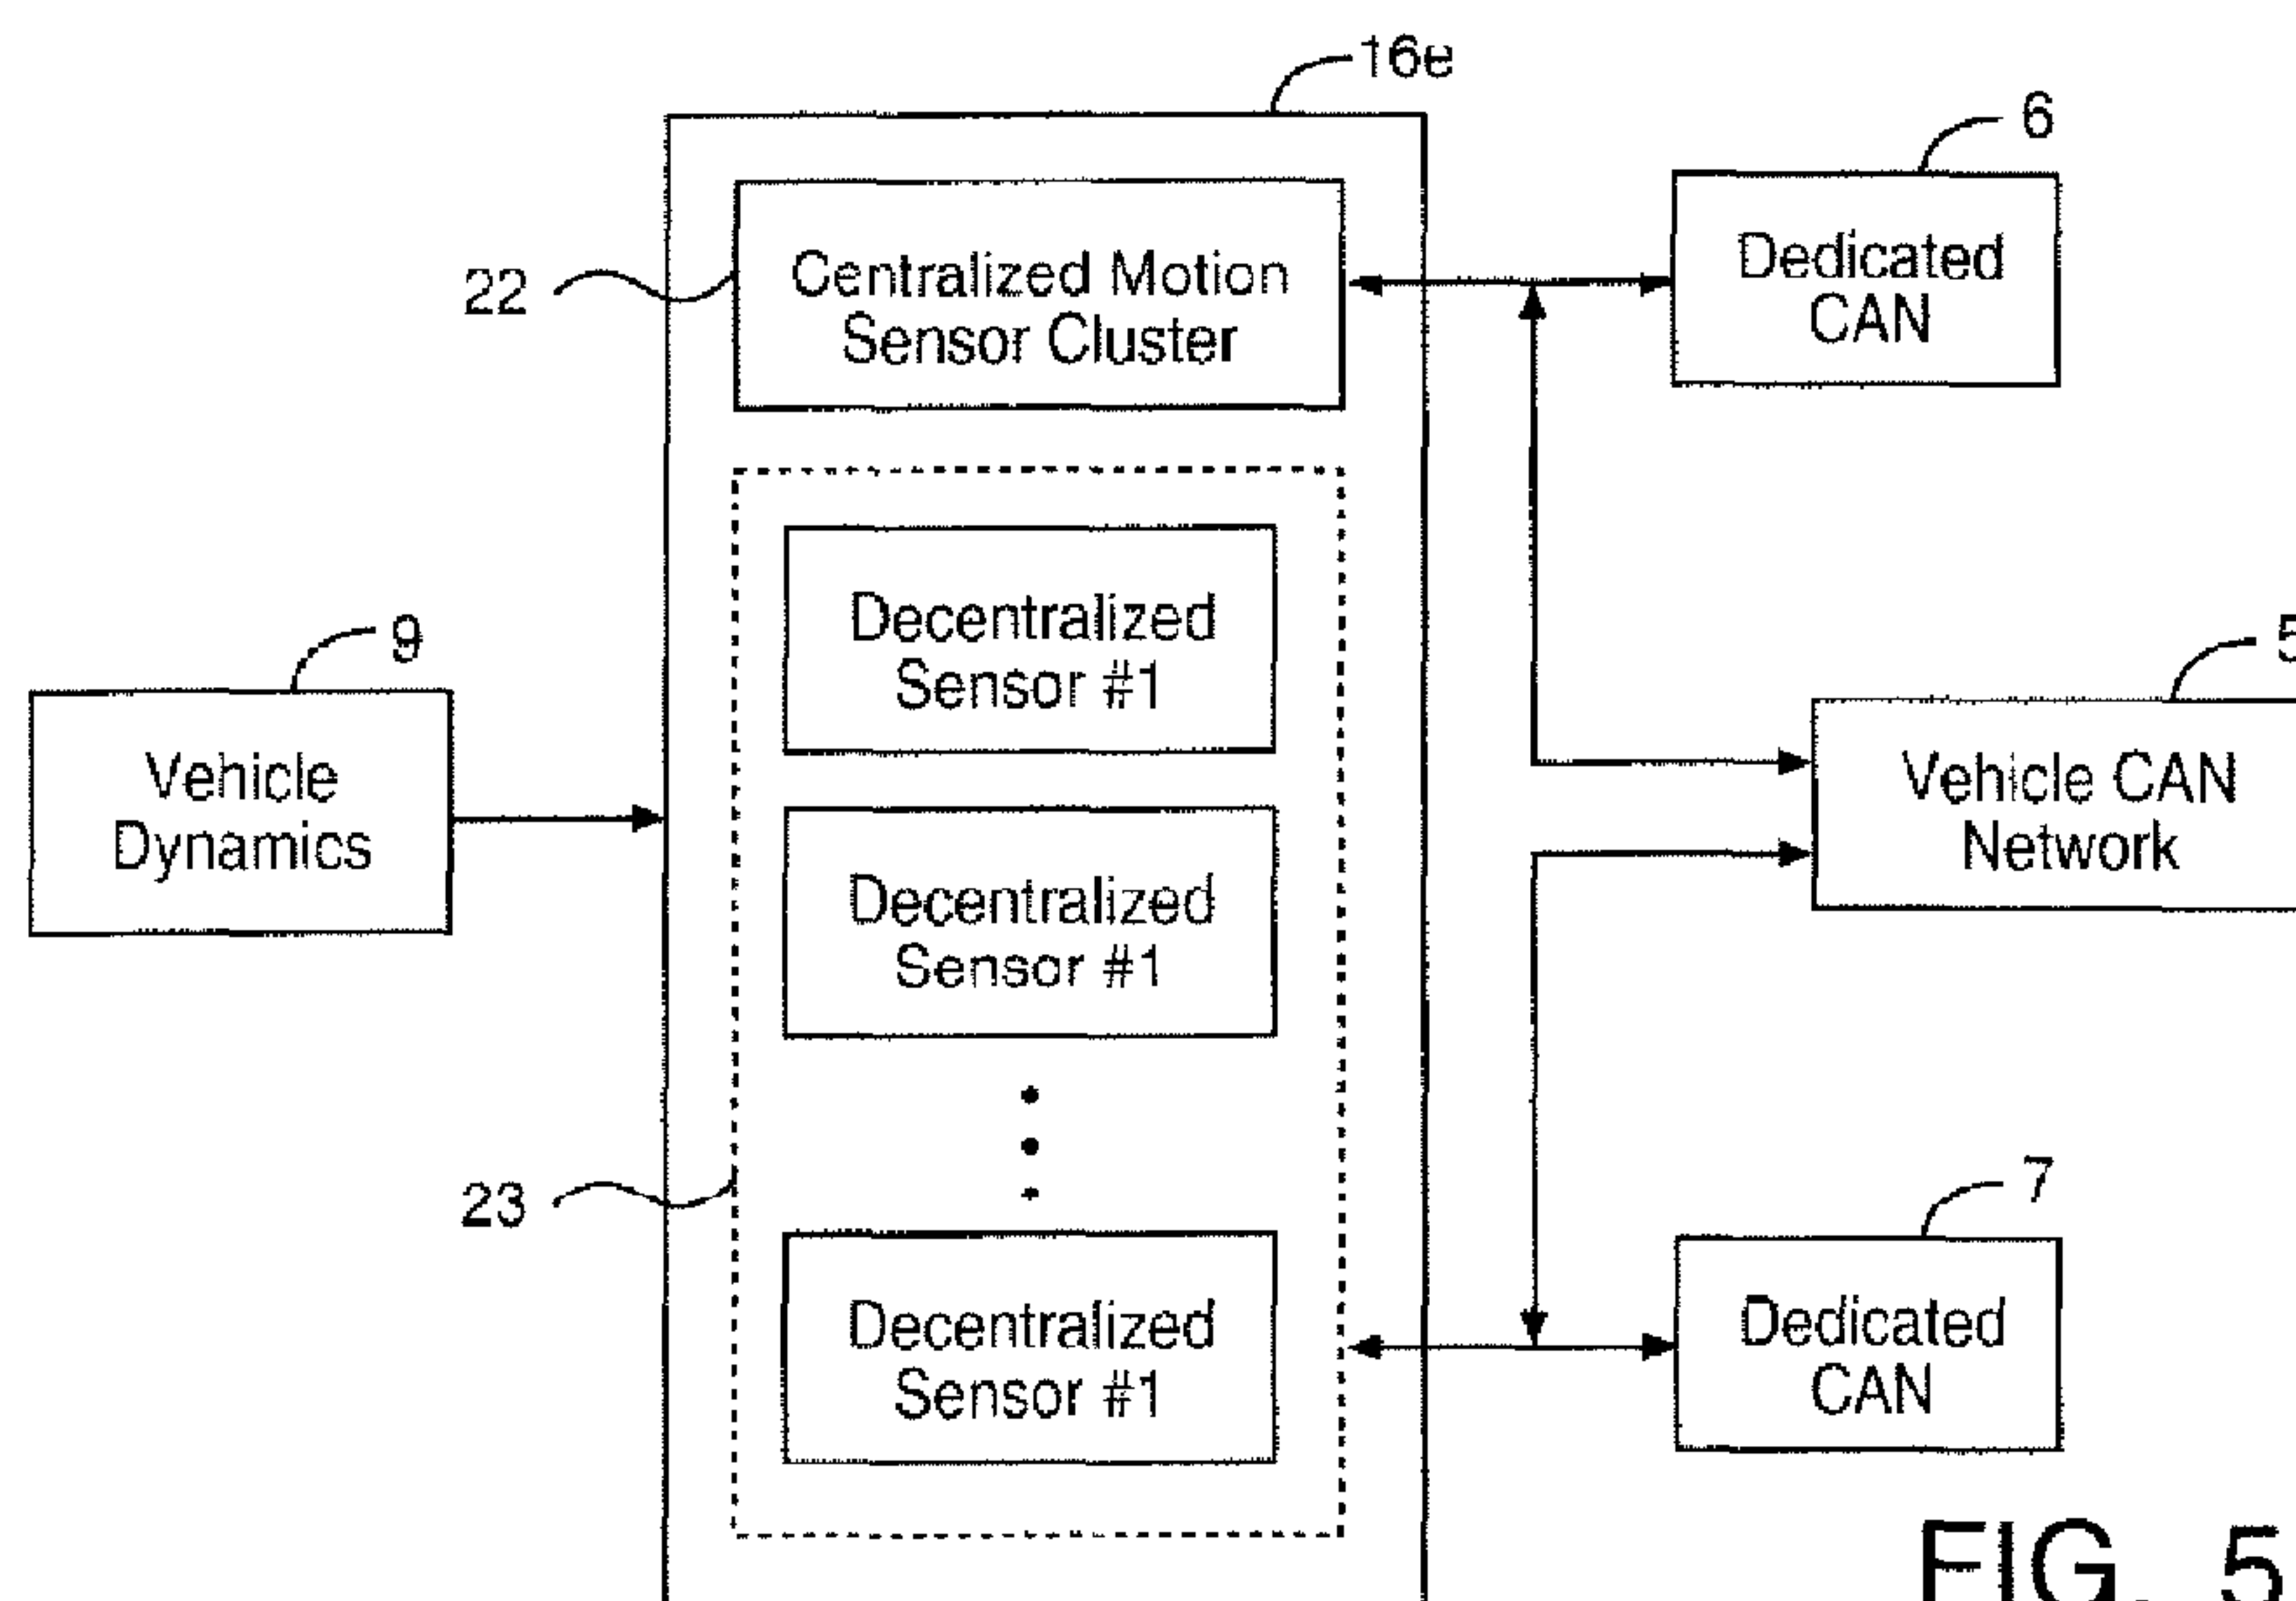 16e
6
Dedicated
CAN
22
Centralized Motion
Sensor Cluster
Decentralized
Sensor #1
9
Vehicle
Dynamics
5
Vehicle CAN
Network
Decentralized
Sensor #1
23
7
Decentralized
Sensor #1
Dedicated
CAN
FIG. 5